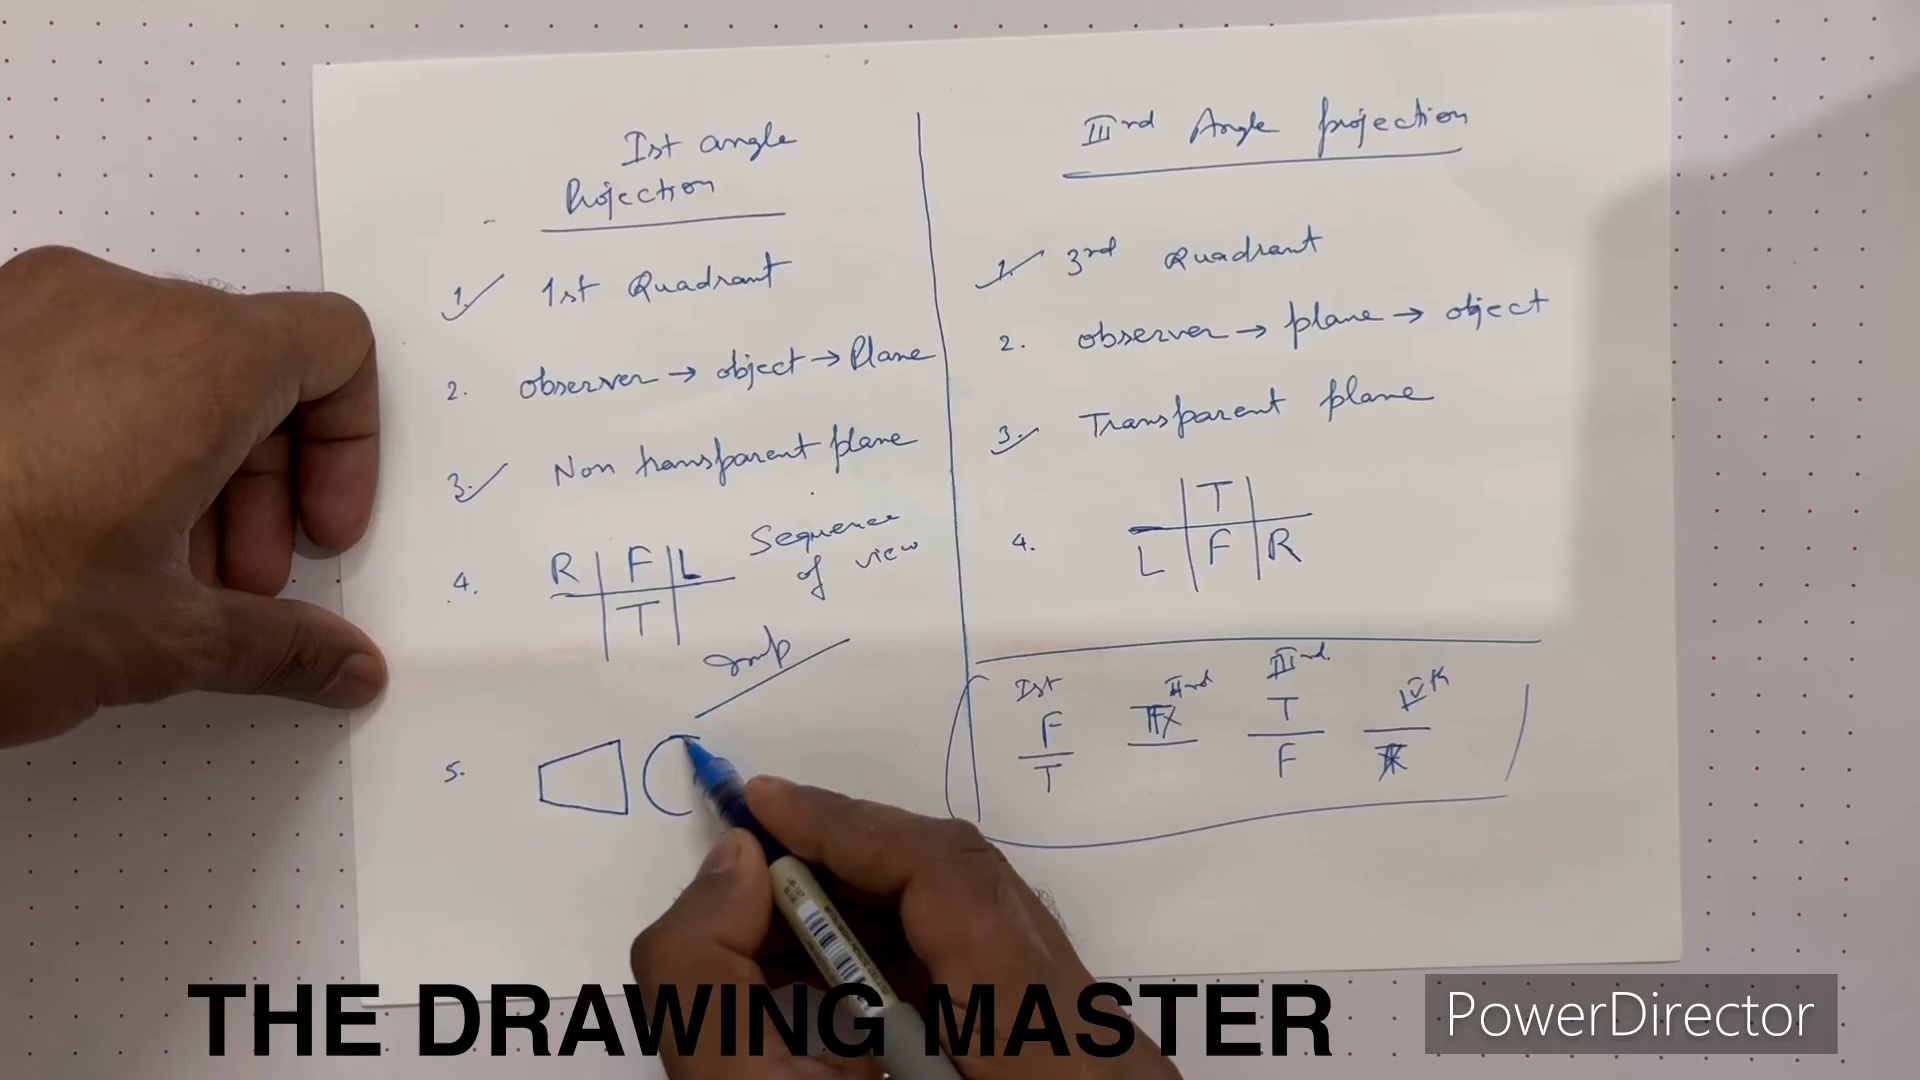 Ist angle
Projection
1. 1st Quadrant
2. observer → object → Plane
3. Non transparent plane
4. R F L Sequence
T of view
Imp
5.
IIIrd Angle projection
1. 3rd Quadrant
2. observer → plane → object
3. Transparent plane
T
4. L F R
Ist IInd IIIrd IVth
F T
T F
THE DRAWING MASTER
PowerDirector